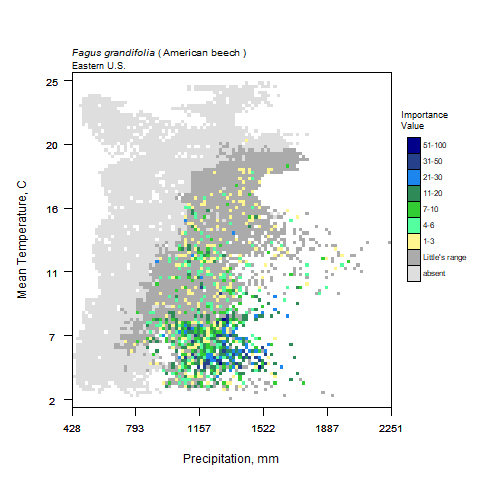 Fagus grandifolia ( American beech )
Eastern U.S.
25
20
16
11
7
2
Mean Temperature, C
428 793 1157 1522 1887 2251
Precipitation, mm
Importance
Value
51-100
31-50
21-30
11-20
7-10
4-6
1-3
Little's range
absent